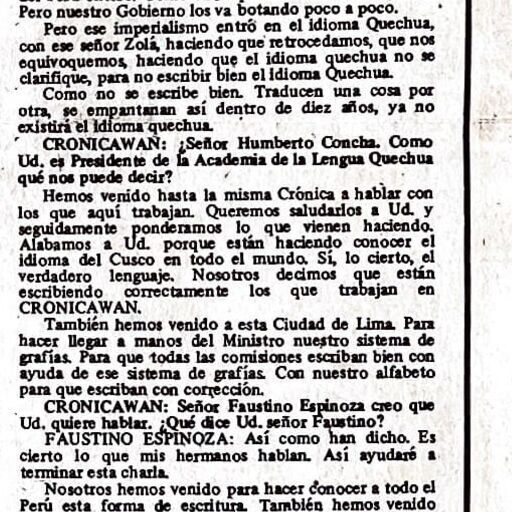 Pero nuestro Gobierno los va botando poco a poco.
Pero ese imperialismo entró en el idioma Quechua,
con ese señor Zolá, haciendo que retrocedamos, que nos
equivoquemos, haciendo que el idioma quechua no se
clarifique, para no escribir bien el Idioma Quechua.
Como no se escribe bien. Traducen una cosa por
otra, se empantanan así dentro de diez años, ya no
existirá el idioma quechua.
CRONICAWAN: ¿Señor Humberto Concha. Como
Ud. es Presidente de la Academia de la Lengua Quechua
qué nos puede decir?
Hemos venido hasta la misma Crónica a hablar con
los que aquí trabajan. Queremos saludarlos a Ud. y
seguidamente ponderamos lo que vienen haciendo.
Alabamos a Ud. porque están haciendo conocer el
idioma del Cusco en todo el mundo. Sí, lo cierto, el
verdadero lenguaje. Nosotros decimos que están
escribiendo correctamente los que trabajan en
CRONICAWAN.
También hemos venido a esta Ciudad de Lima. Para
hacer llegar a manos del Ministro nuestro sistema de
grafías. Para que todas las comisiones escriban bien con
ayuda de ese sistema de grafías. Con nuestro alfabeto
para que escriban con corrección.
CRONICAWAN: Señor Faustino Espinoza creo que
Ud. quiere hablar. ¿Qué dice Ud. señor Faustino?
FAUSTINO ESPINOZA: Así como han dicho. Es
cierto lo que mis hermanos hablan. Así ayudaré a
terminar esta charla.
Nosotros hemos venido para hacer conocer a todo el
Perú esta forma de escritura. También hemos venido